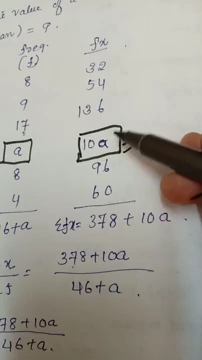 value of a
an) = 9.
freq. fx
(f)
8 32
9 54
17 136
a 10a
8 96
4 60
46+a Σfx = 378 + 10a
x/f = 378+10a / 46+a
78+10a